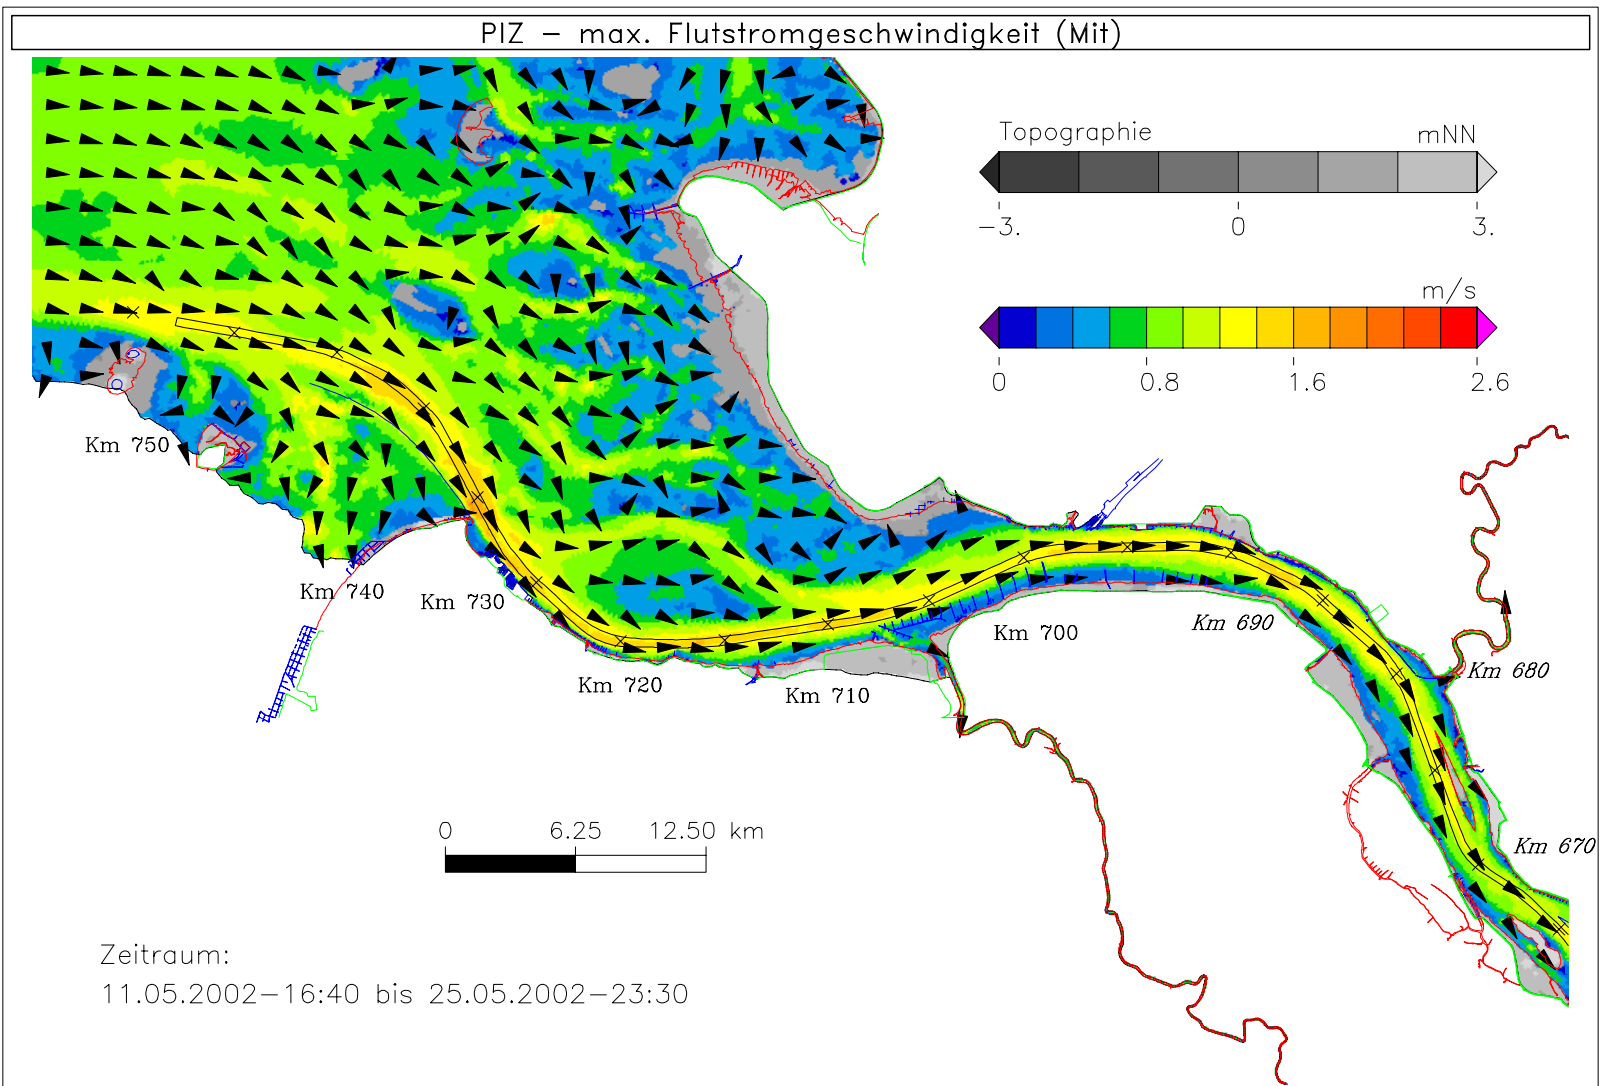 PIZ – max. Flutstromgeschwindigkeit (Mit)
Topographie mNN
−3. 0 3.
m/s
0 0.8 1.6 2.6
Km 750
Km 740
Km 730
Km 720
Km 710
Km 700
Km 690
Km 680
Km 670
0 6.25 12.50 km
Zeitraum:
11.05.2002−16:40 bis 25.05.2002−23:30